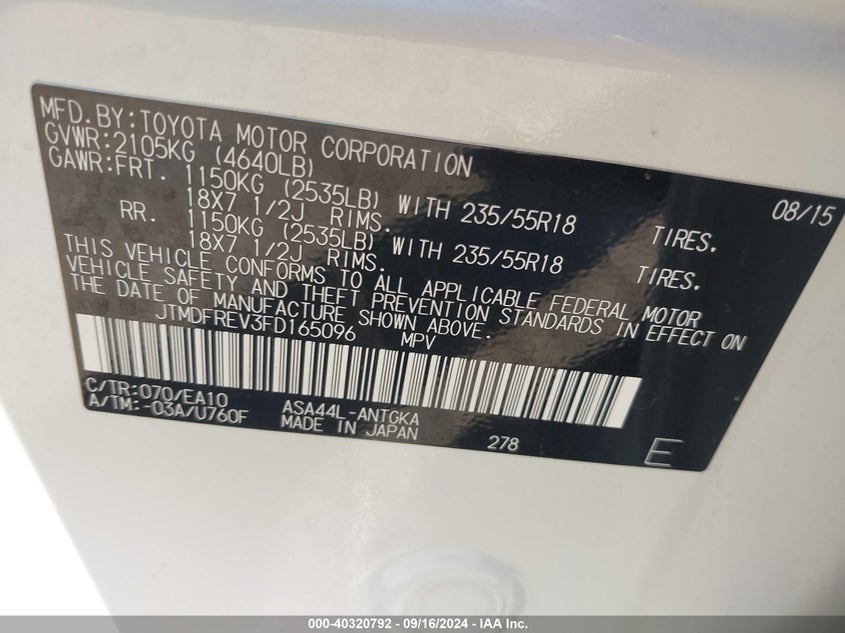 MFD.BY:TOYOTA MOTOR CORPORATION 08/15
GVWR:2105KG (4640LB)
GAWR:FRT. 1150KG (2535LB) WITH 235/55R18 TIRES.
18X7 1/2J RIMS.
RR. 1150KG (2535LB) WITH 235/55R18 TIRES.
18X7 1/2J RIMS.
THIS VEHICLE CONFORMS TO ALL APPLICABLE FEDERAL MOTOR
VEHICLE SAFETY AND THEFT PREVENTION STANDARDS IN EFFECT ON
THE DATE OF MANUFACTURE SHOWN ABOVE.
JTMDFREV3FD165096 MPV
C/TR:070/EA10 ASA44L-ANTGKA
A/TM:-03A/U760F MADE IN JAPAN 278 E
000-40320792 - 09/16/2024 - IAA Inc.